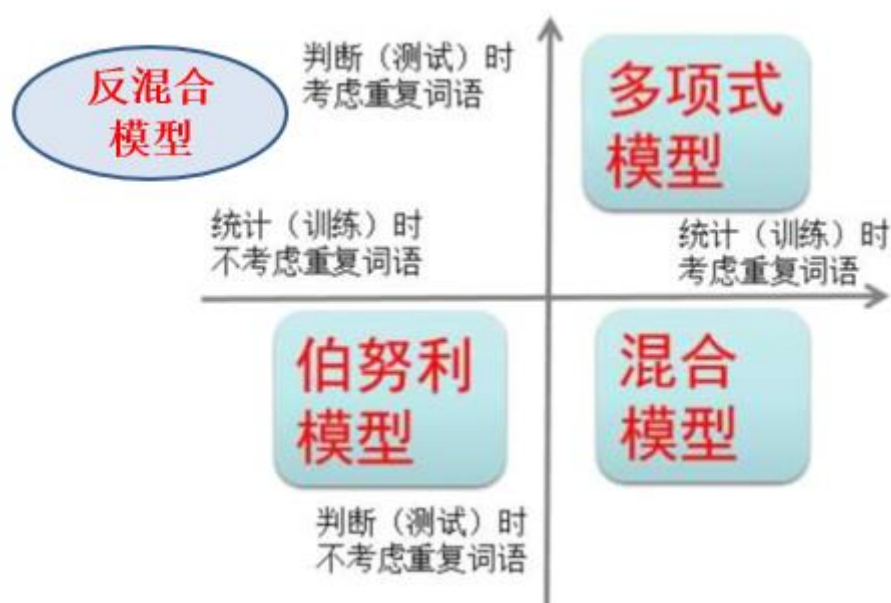 反混合
模型
判断（测试）时
考虑重复词语
多项式
模型
统计（训练）时
不考虑重复词语
统计（训练）时
考虑重复词语
伯努利
模型
混合
模型
判断（测试）时
不考虑重复词语